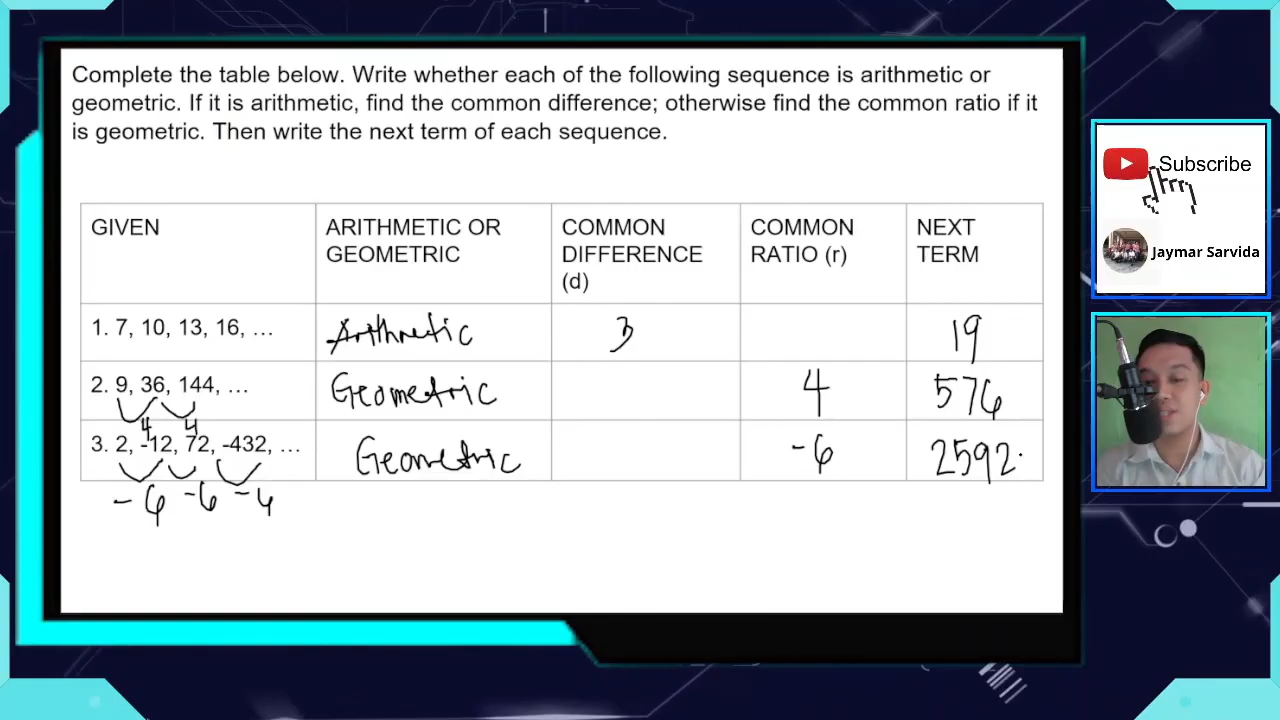 Complete the table below. Write whether each of the following sequence is arithmetic or
geometric. If it is arithmetic, find the common difference; otherwise find the common ratio if it
is geometric. Then write the next term of each sequence.
GIVEN
ARITHMETIC OR
GEOMETRIC
COMMON
DIFFERENCE
(d)
COMMON
RATIO (r)
NEXT
TERM
1. 7, 10, 13, 16, …
Arithmetic
3
19
2. 9, 36, 144, …
Geometric
4
576
4 4
3. 2, -12, 72, -432, …
Geometric
-6
2592
-6 -6 -6
Subscribe
Jaymar Sarvida